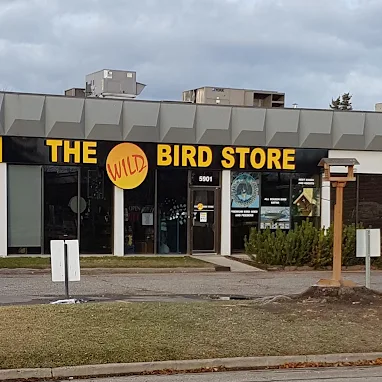 THE WILD BIRD STORE
5901